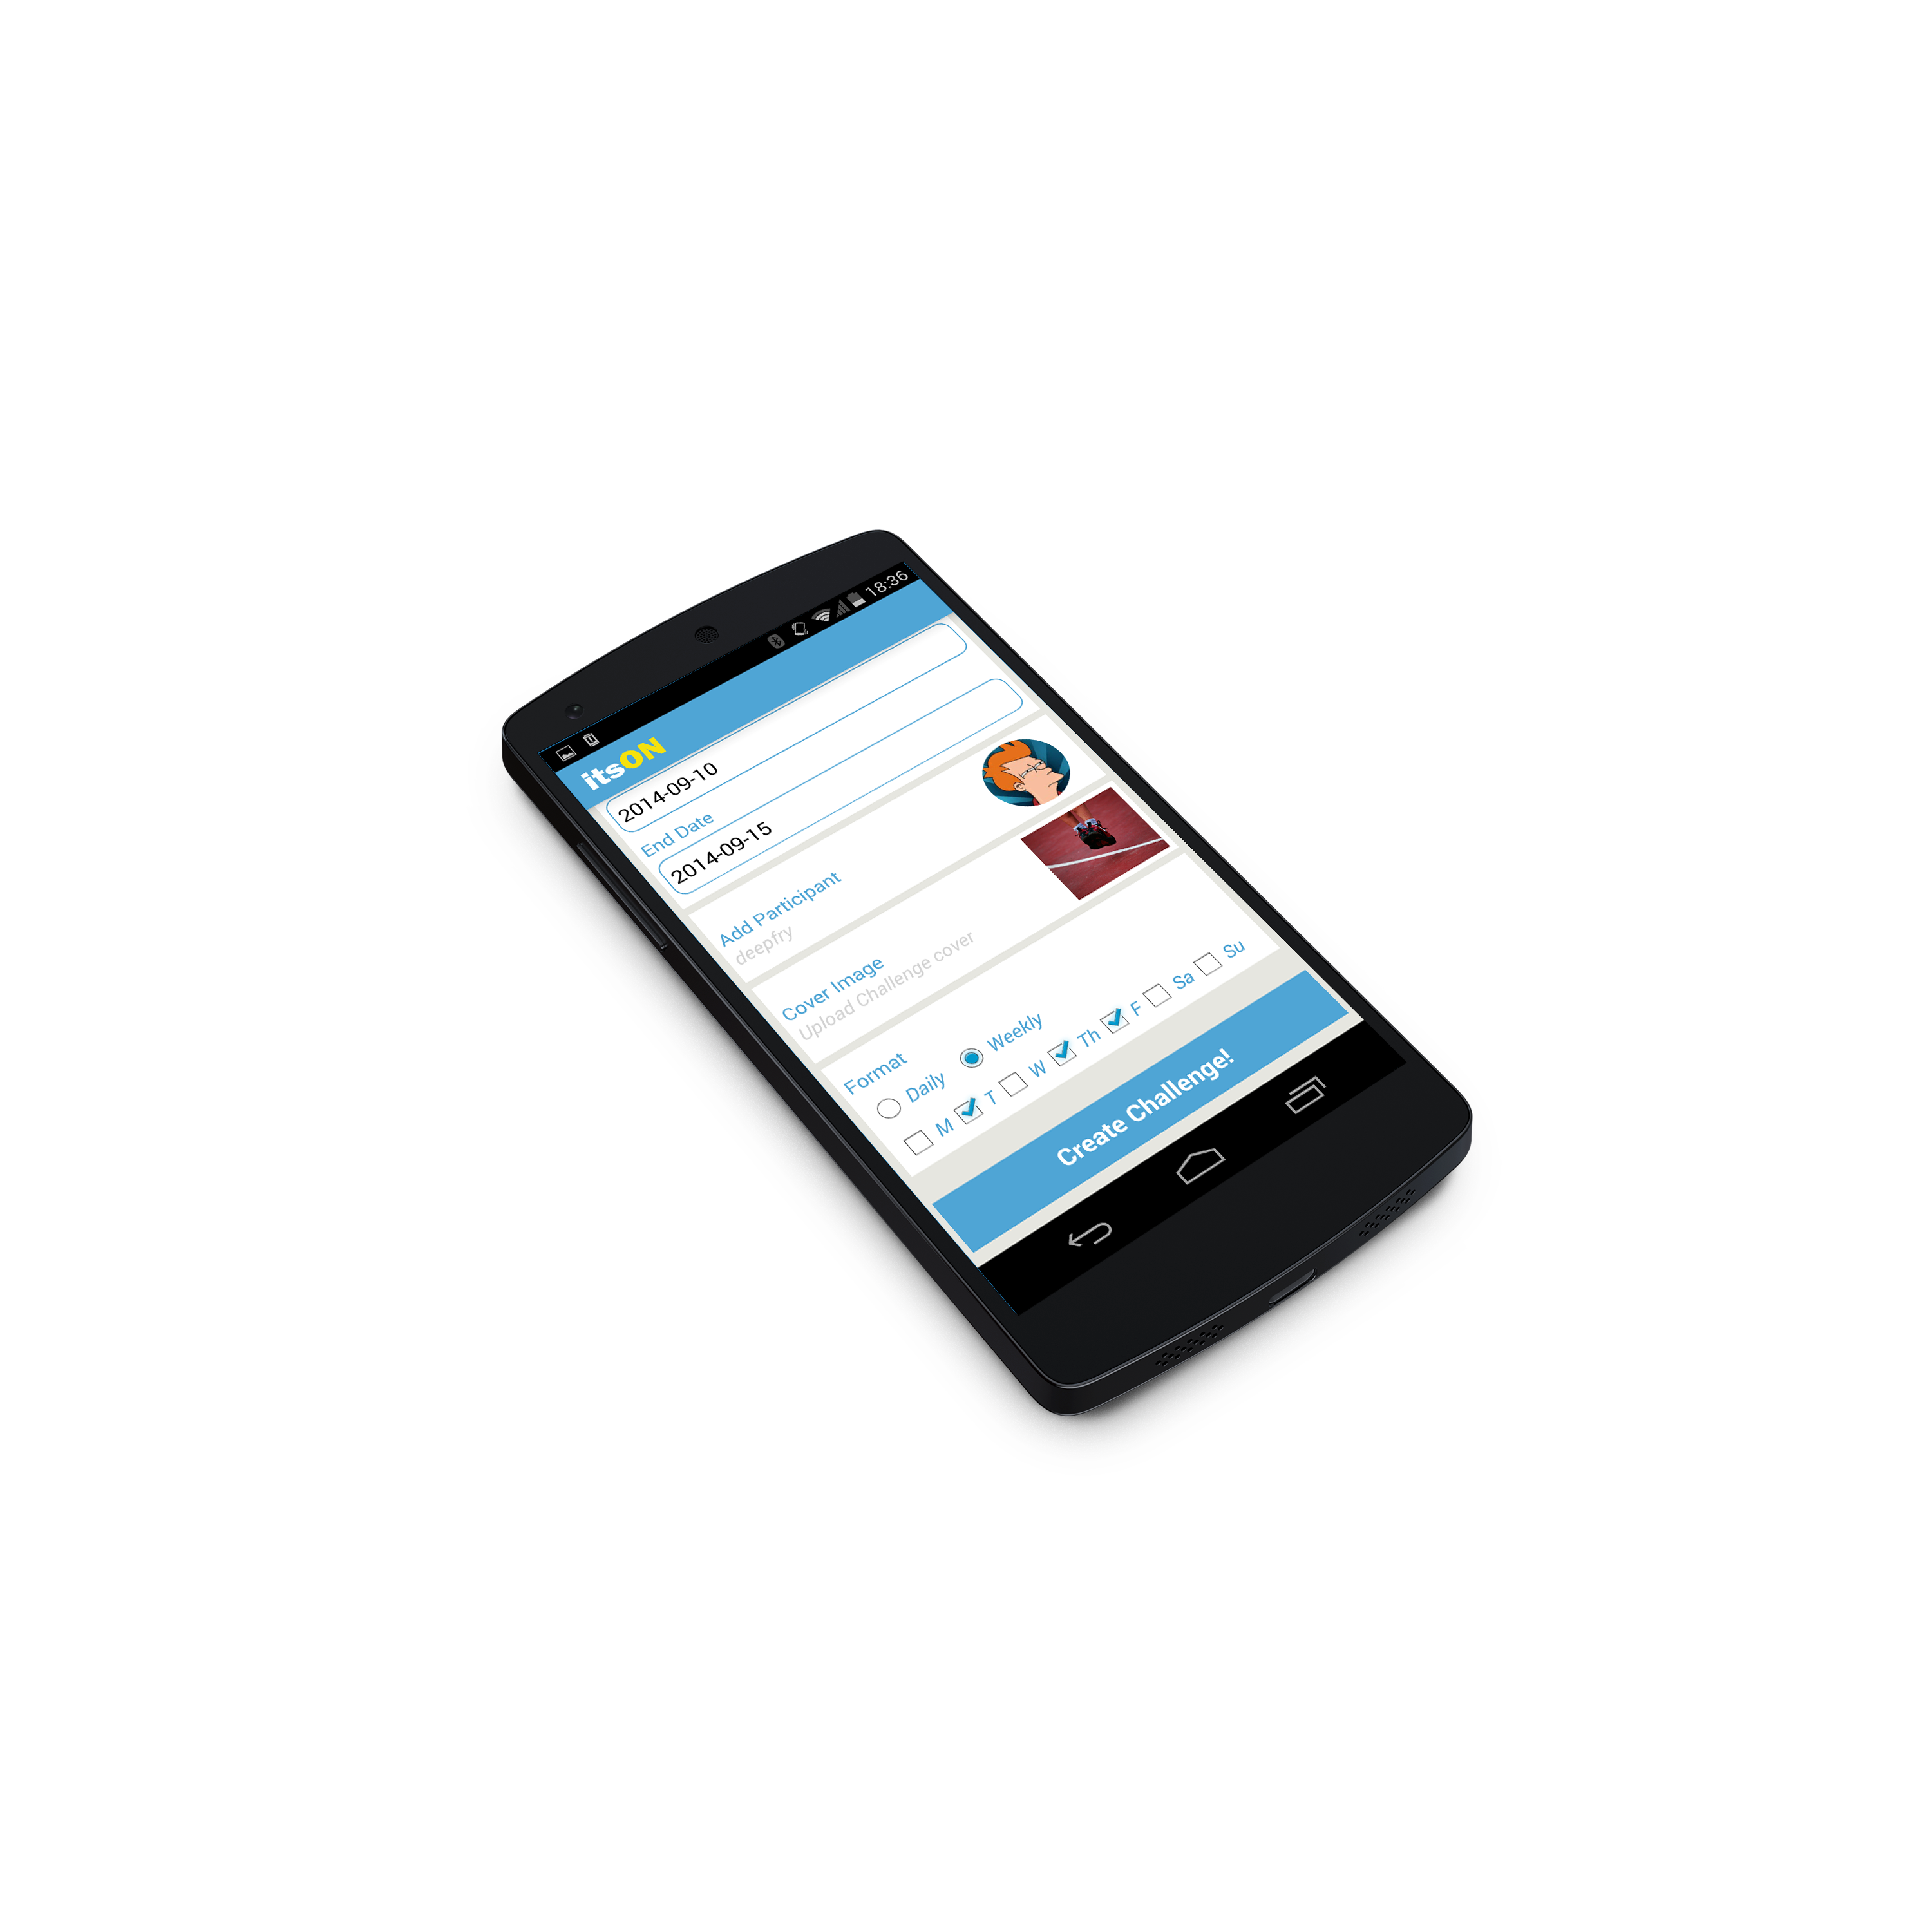 18:36
itsON
2014-09-10
End Date
2014-09-15
Add Participant
deepfry
Cover Image
Upload Challenge cover
Format
Daily Weekly
M T W Th F Sa Su
Create Challenge!